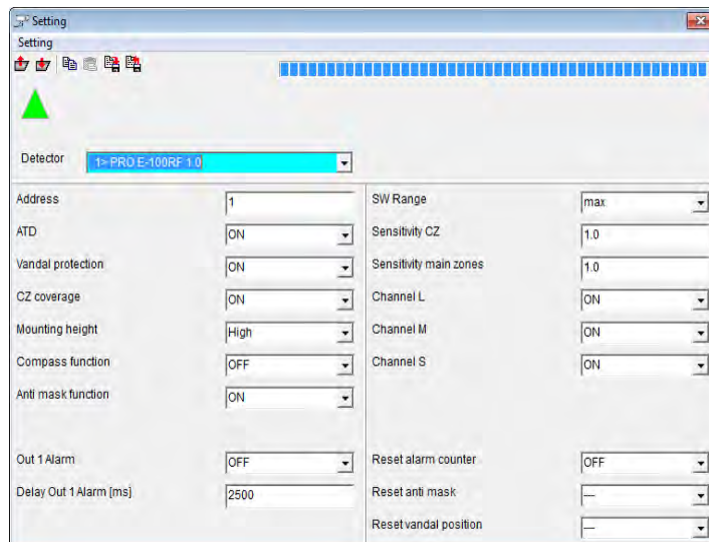 Setting
Setting
Detector 1> PRO E-100RF 1.0
Address 1
ATD ON
Vandal protection ON
CZ coverage ON
Mounting height High
Compass function OFF
Anti mask function ON
Out 1 Alarm OFF
Delay Out 1 Alarm [ms] 2500
SW Range max
Sensitivity CZ 1.0
Sensitivity main zones 1.0
Channel L ON
Channel M ON
Channel S ON
Reset alarm counter OFF
Reset anti mask ---
Reset vandal position ---